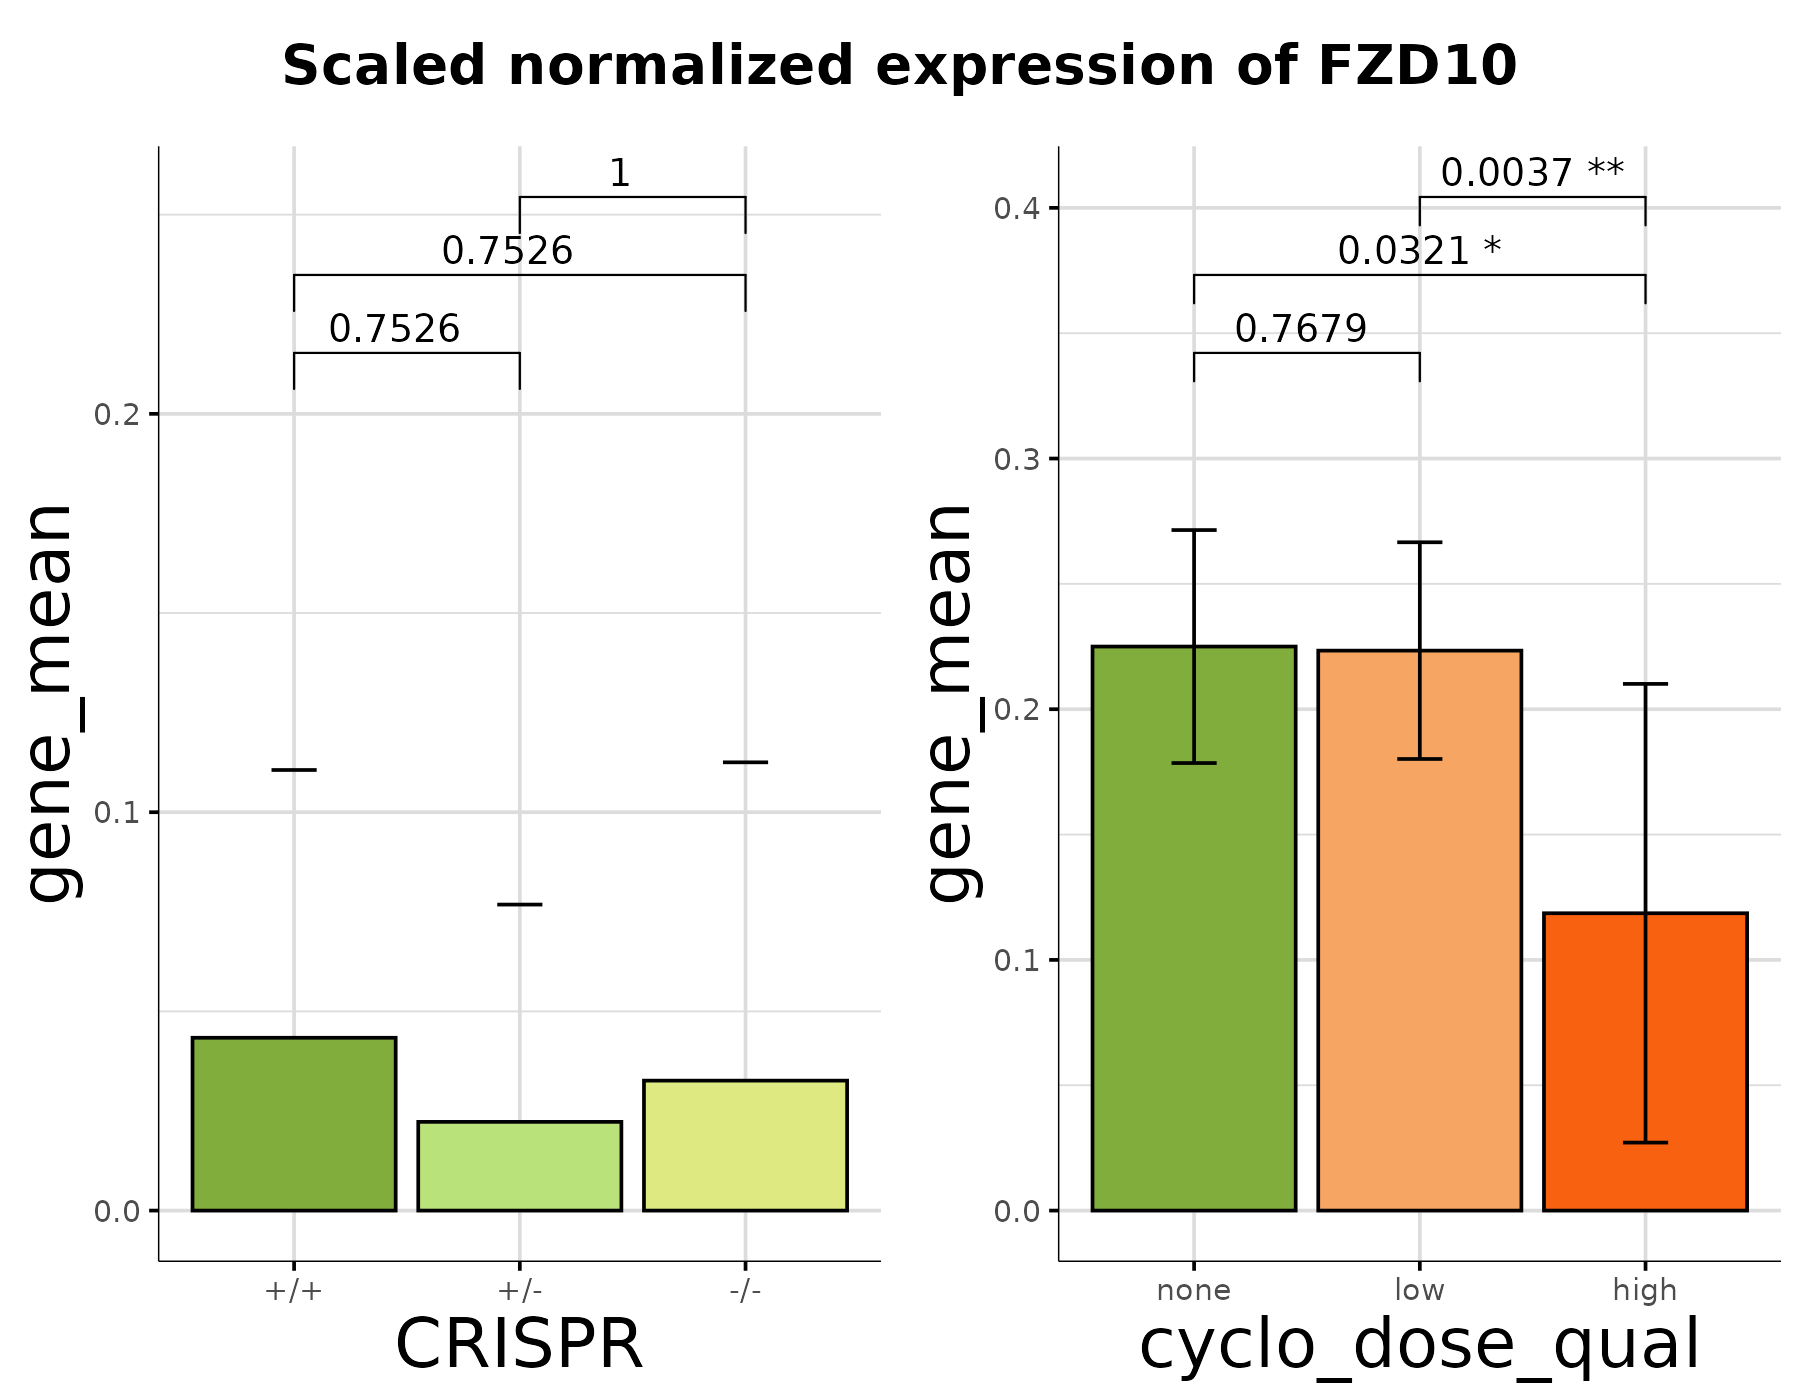 Scaled normalized expression of FZD10
gene_mean
0.2
0.1
0.0
1
0.7526
0.7526
+/+ +/- -/-
CRISPR
gene_mean
0.4
0.3
0.2
0.1
0.0
0.0037 **
0.0321 *
0.7679
none low high
cyclo_dose_qual